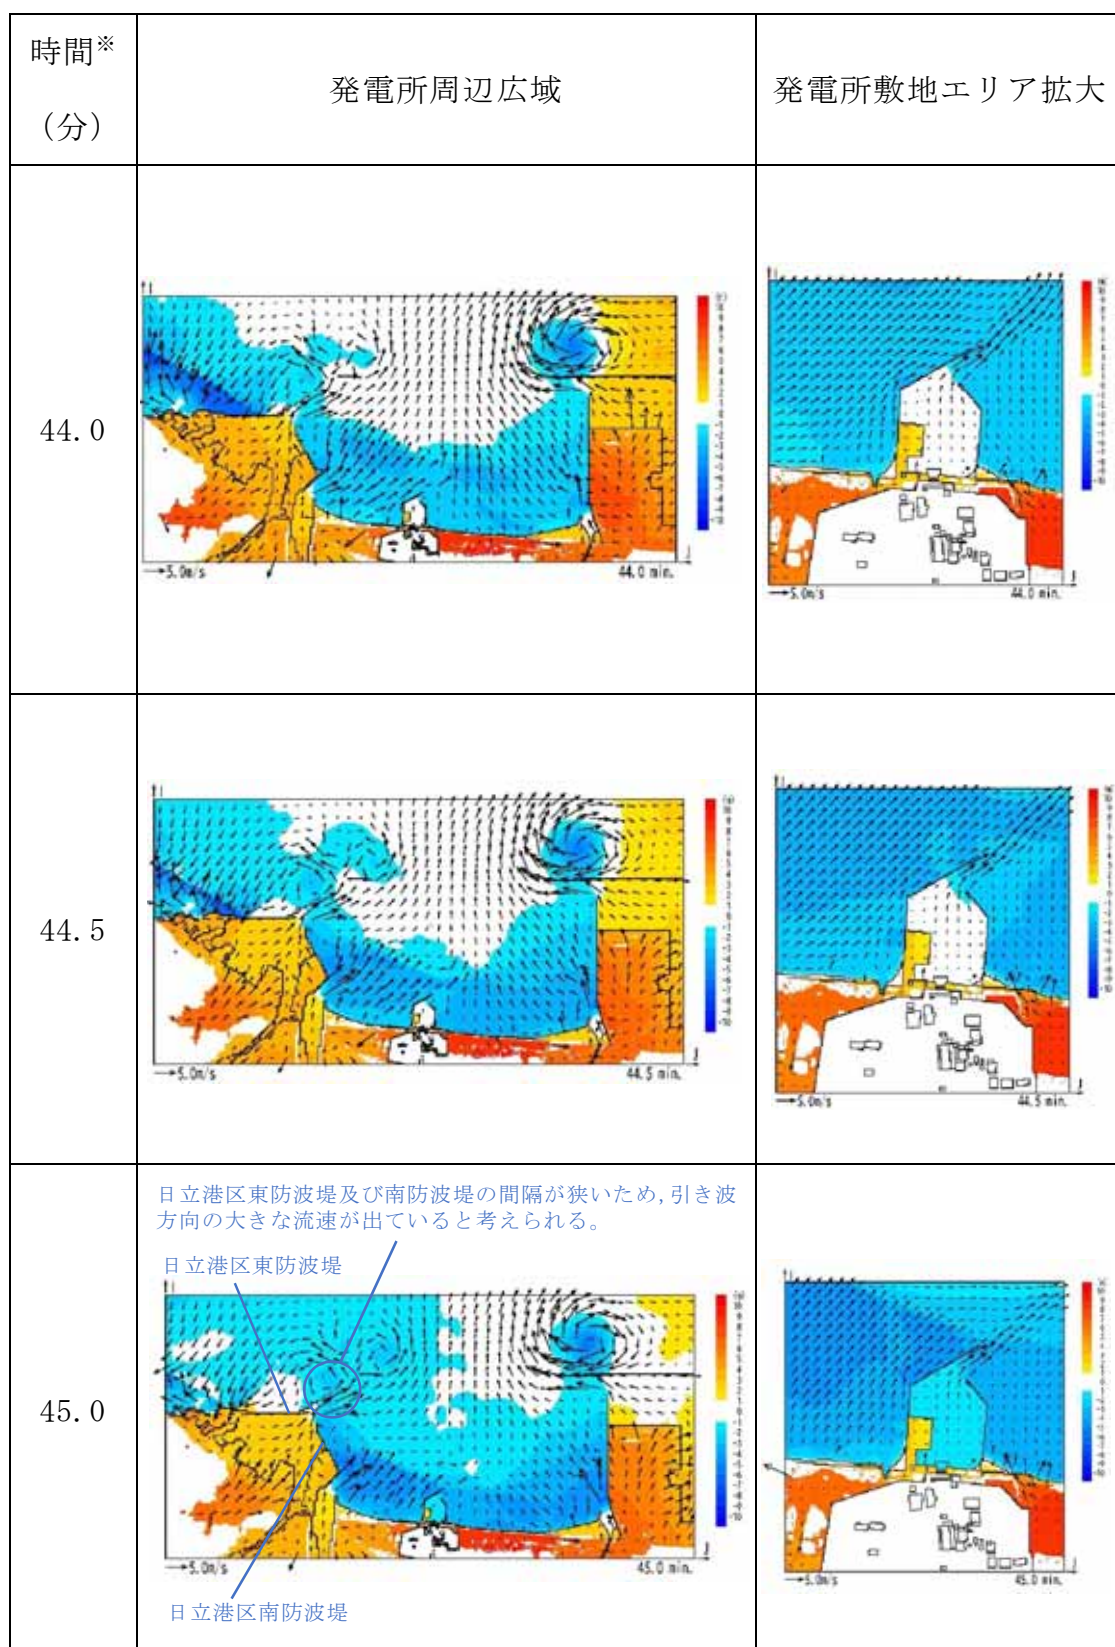 時間※
(分)
発電所周辺広域
発電所敷地エリア拡大
44.0
→5.0m/s
44.0 min.
→5.0m/s
44.0 min.
44.5
→5.0m/s
44.5 min.
→5.0m/s
44.5 min.
45.0
日立港区東防波堤及び南防波堤の間隔が狭いため,引き波
方向の大きな流速が出ていると考えられる。
日立港区東防波堤
→5.0m/s
45.0 min.
日立港区南防波堤
→5.0m/s
45.0 min.